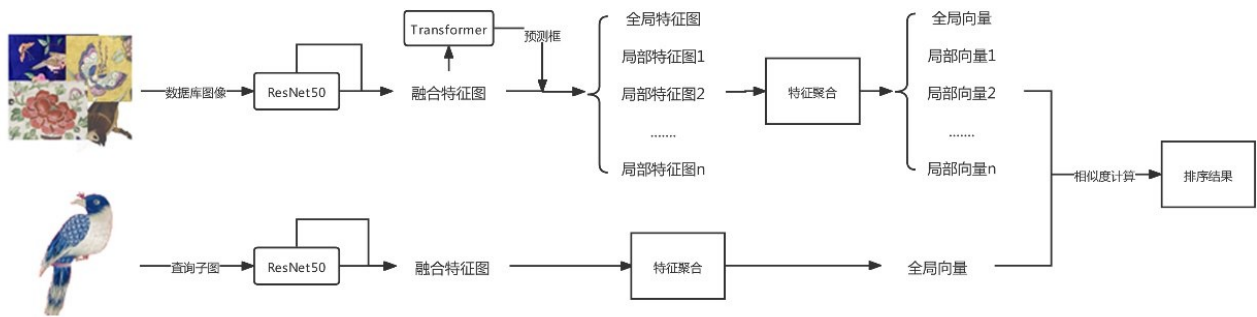 数据库图像
ResNet50
融合特征图
Transformer
预测框
全局特征图
局部特征图1
局部特征图2
.......
局部特征图n
特征聚合
全局向量
局部向量1
局部向量2
.......
局部向量n
相似度计算
排序结果
查询子图
ResNet50
融合特征图
特征聚合
全局向量